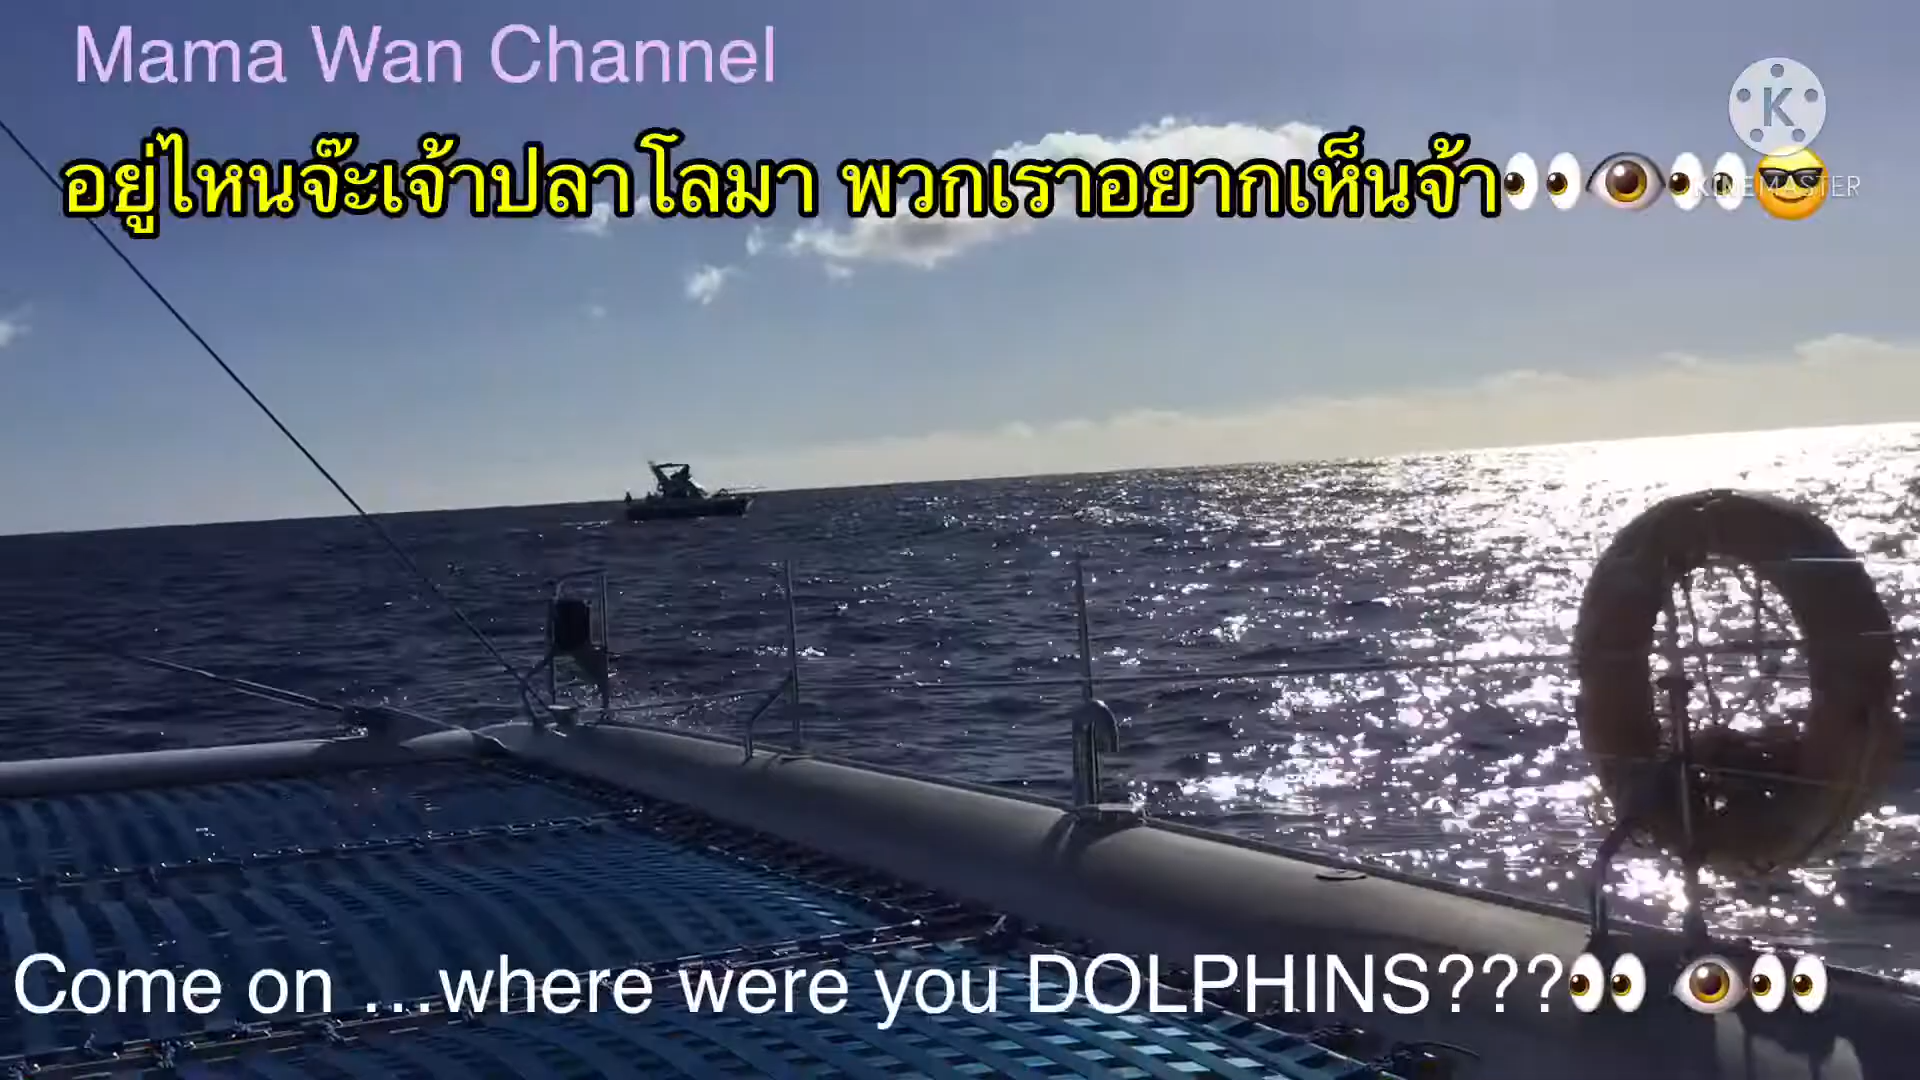 Mama Wan Channel
K
อยู่ไหนจ๊ะเจ้าปลาโลมา พวกเราอยากเห็นจ้า👀👁️👀👀😎
KINEMASTER
Come on …where were you DOLPHINS???👀 👁️👀